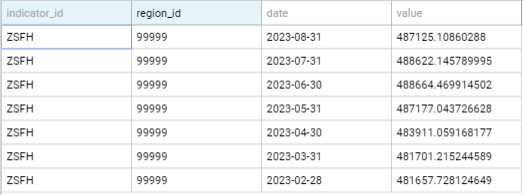 indicator_id region_id date value
ZSFH 99999 2023-08-31 487125.10860288
ZSFH 99999 2023-07-31 488622.145789995
ZSFH 99999 2023-06-30 488664.469914502
ZSFH 99999 2023-05-31 487177.043726628
ZSFH 99999 2023-04-30 483911.059168177
ZSFH 99999 2023-03-31 481701.215244589
ZSFH 99999 2023-02-28 481657.728124649